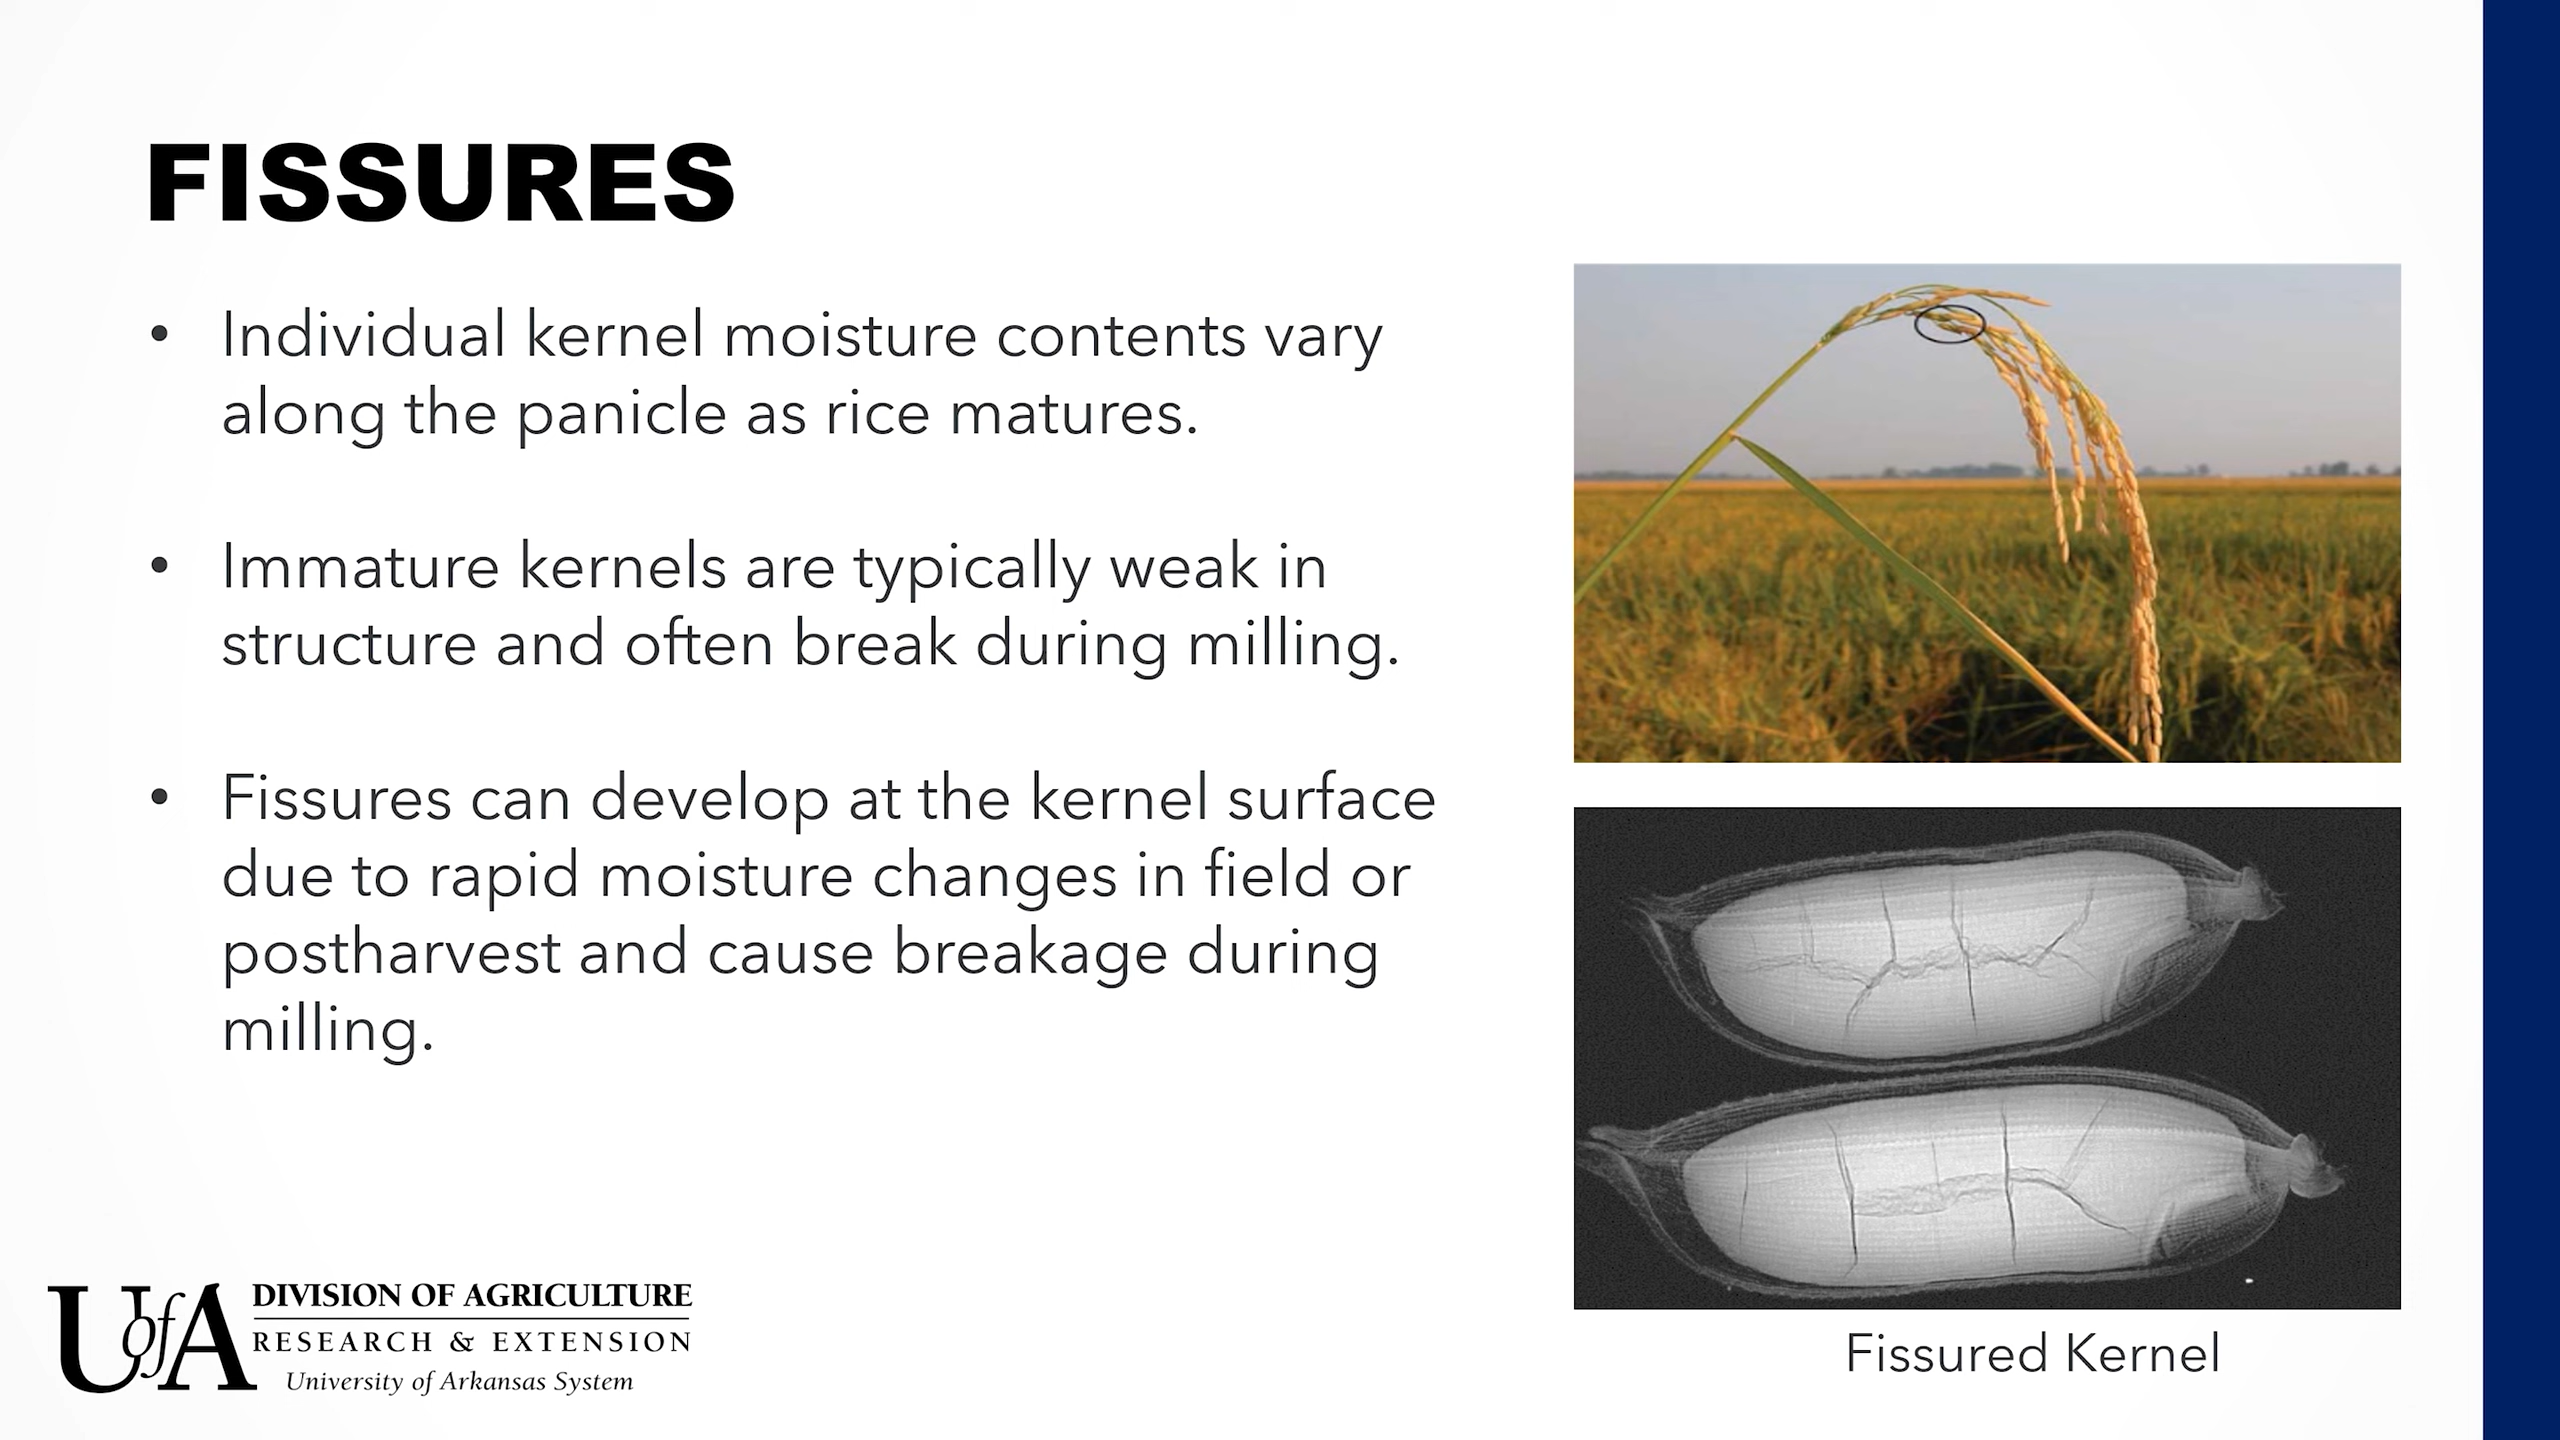 FISSURES
• Individual kernel moisture contents vary
along the panicle as rice matures.
• Immature kernels are typically weak in
structure and often break during milling.
• Fissures can develop at the kernel surface
due to rapid moisture changes in field or
postharvest and cause breakage during
milling.
Fissured Kernel
UofA
DIVISION OF AGRICULTURE
RESEARCH & EXTENSION
University of Arkansas System